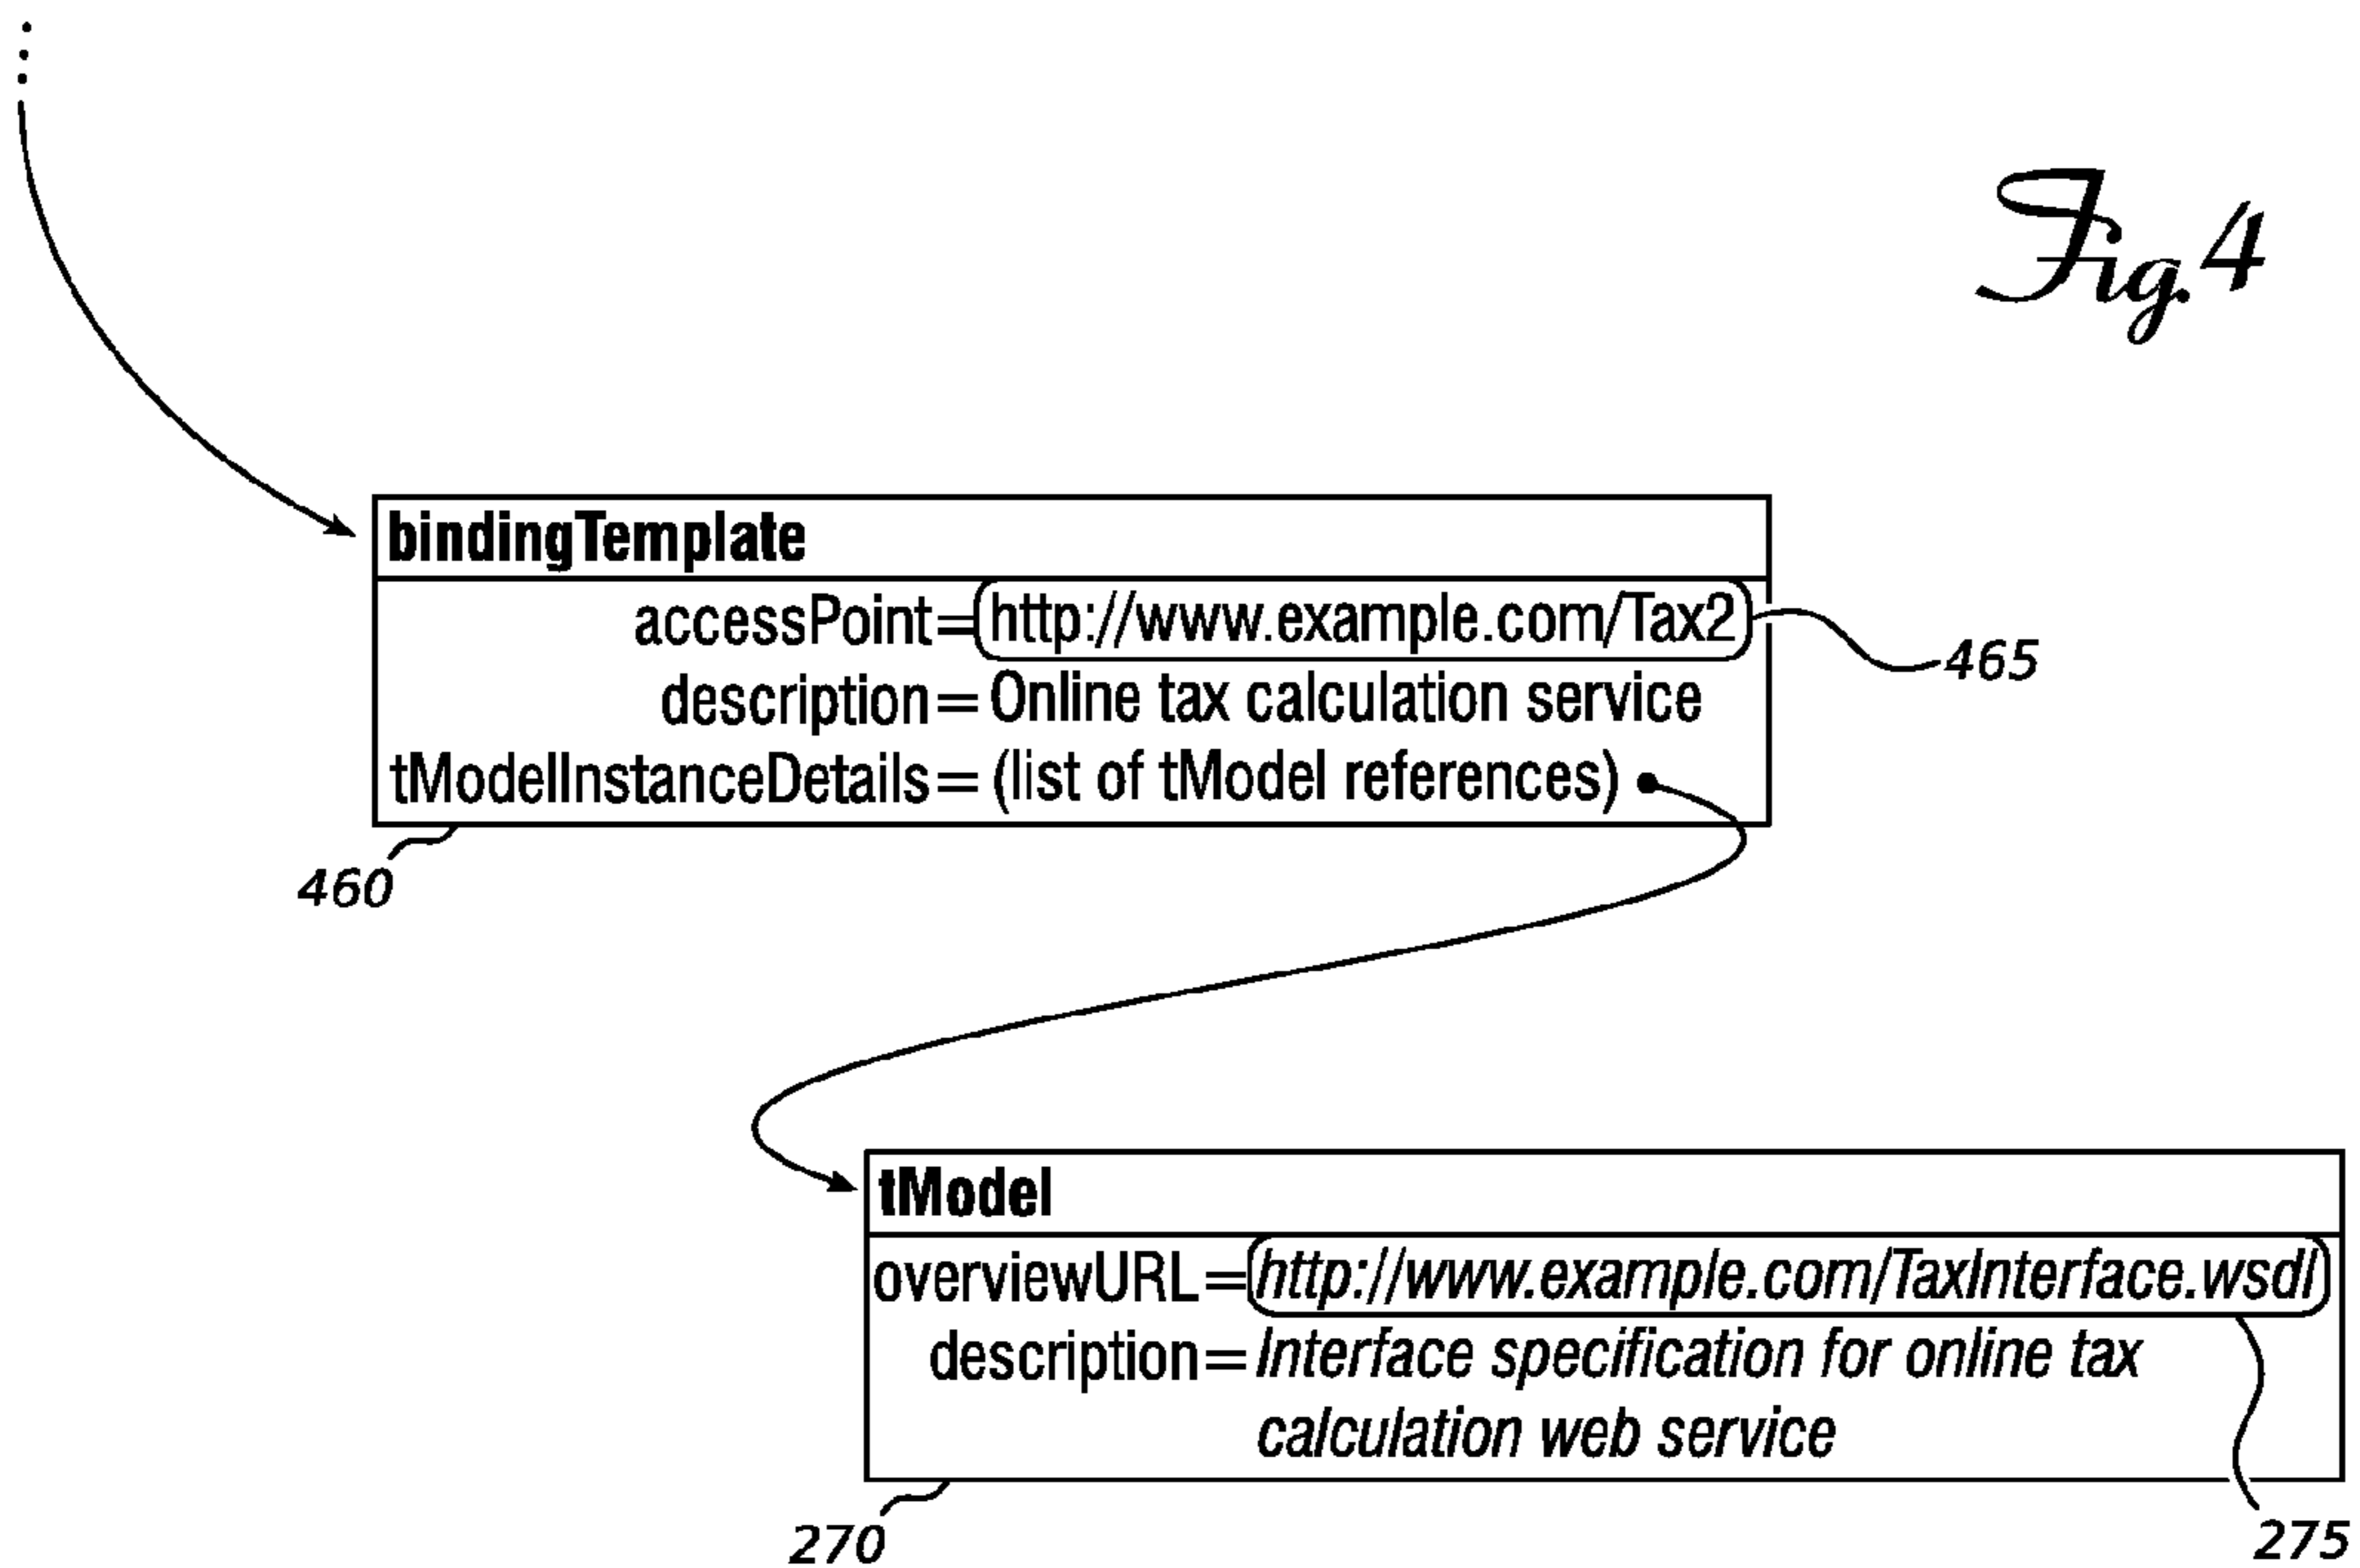 Fig. 4
bindingTemplate
accessPoint=http://www.example.com/Tax2
465
description=Online tax calculation service
tModelInstanceDetails=(list of tModel references)
460
tModel
overviewURL=http://www.example.com/TaxInterface.wsdl
description=Interface specification for online tax
calculation web service
270
275